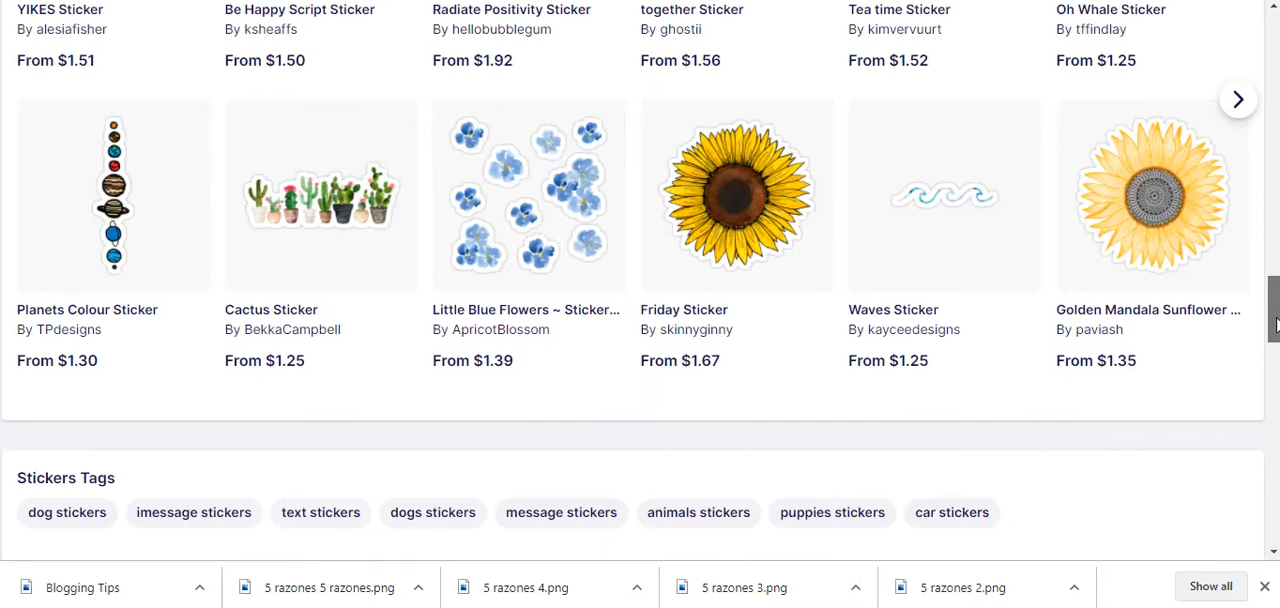 YIKES Sticker
By alesiafisher
From $1.51
Be Happy Script Sticker
By ksheaffs
From $1.50
Radiate Positivity Sticker
By hellobubblegum
From $1.92
together Sticker
By ghostii
From $1.56
Tea time Sticker
By kimvervuurt
From $1.52
Oh Whale Sticker
By tffindlay
From $1.25
Planets Colour Sticker
By TPdesigns
From $1.30
Cactus Sticker
By BekkaCampbell
From $1.25
Little Blue Flowers ~ Sticker...
By ApricotBlossom
From $1.39
Friday Sticker
By skinnyginny
From $1.67
Waves Sticker
By kayceedesigns
From $1.25
Golden Mandala Sunflower ...
By paviash
From $1.35
Stickers Tags
dog stickers imessage stickers text stickers dogs stickers message stickers animals stickers puppies stickers car stickers
Blogging Tips 5 razones 5 razones.png 5 razones 4.png 5 razones 3.png 5 razones 2.png Show all